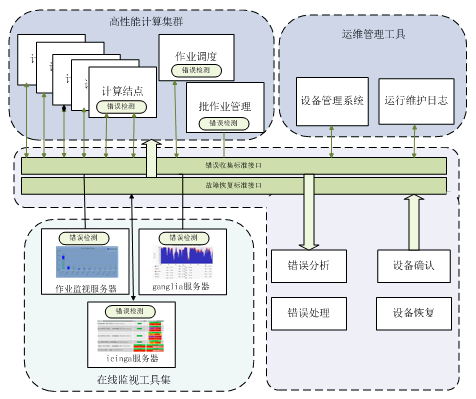 高性能计算集群
运维管理工具
作业调度
错误检测
计算结点
错误检测
批作业管理
错误检测
设备管理系统
运行维护日志
错误收集标准接口
故障恢复标准接口
错误检测
作业监视服务器
错误检测
ganglia服务器
错误检测
icinga服务器
在线监视工具集
错误分析
设备确认
错误处理
设备恢复